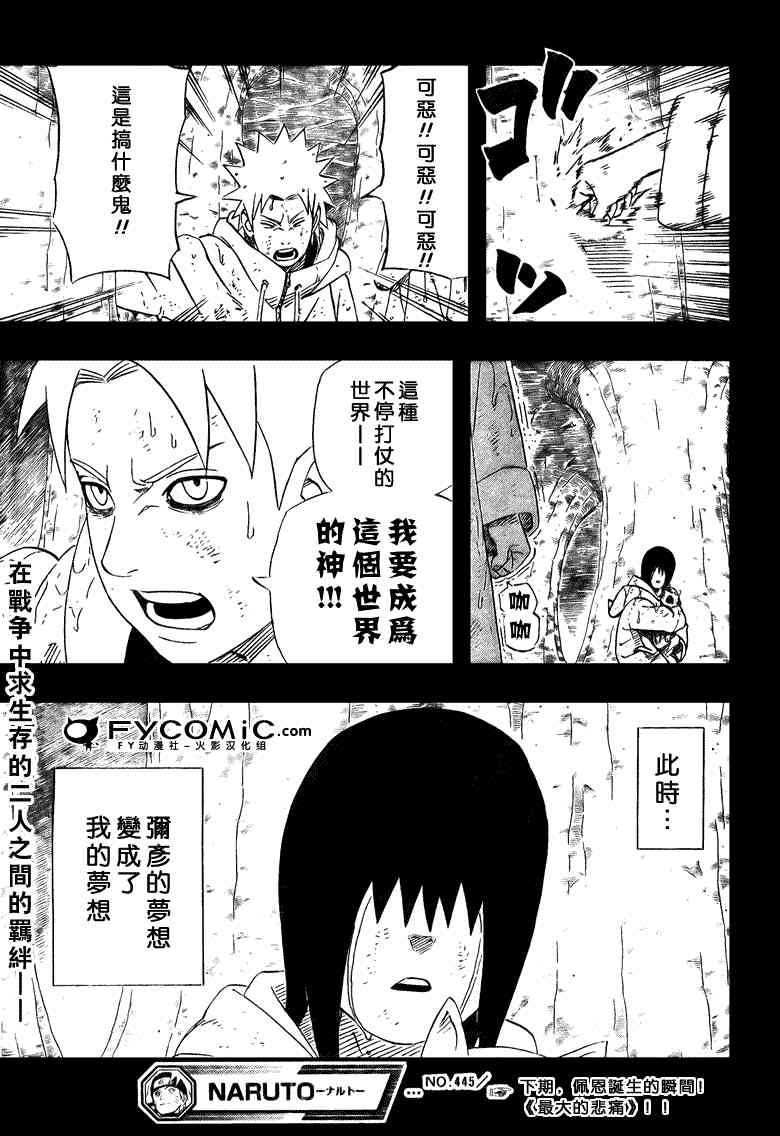 ゴッ
可惡!!可惡!!可惡!!
這是搞什麼鬼!!
這種
不停打仗的
世界——
我要成爲
這個世界
的神!!!
此時…
彌彥的夢想
變成了
我的夢想
在戰争中求生存的二人之間的羈絆——
FYCOMiC.com
FY动漫社-火影汉化组
NARUTO—ナルト—
... NO.445
下期，佩恩誕生的瞬間!
《最大的悲痛》!!